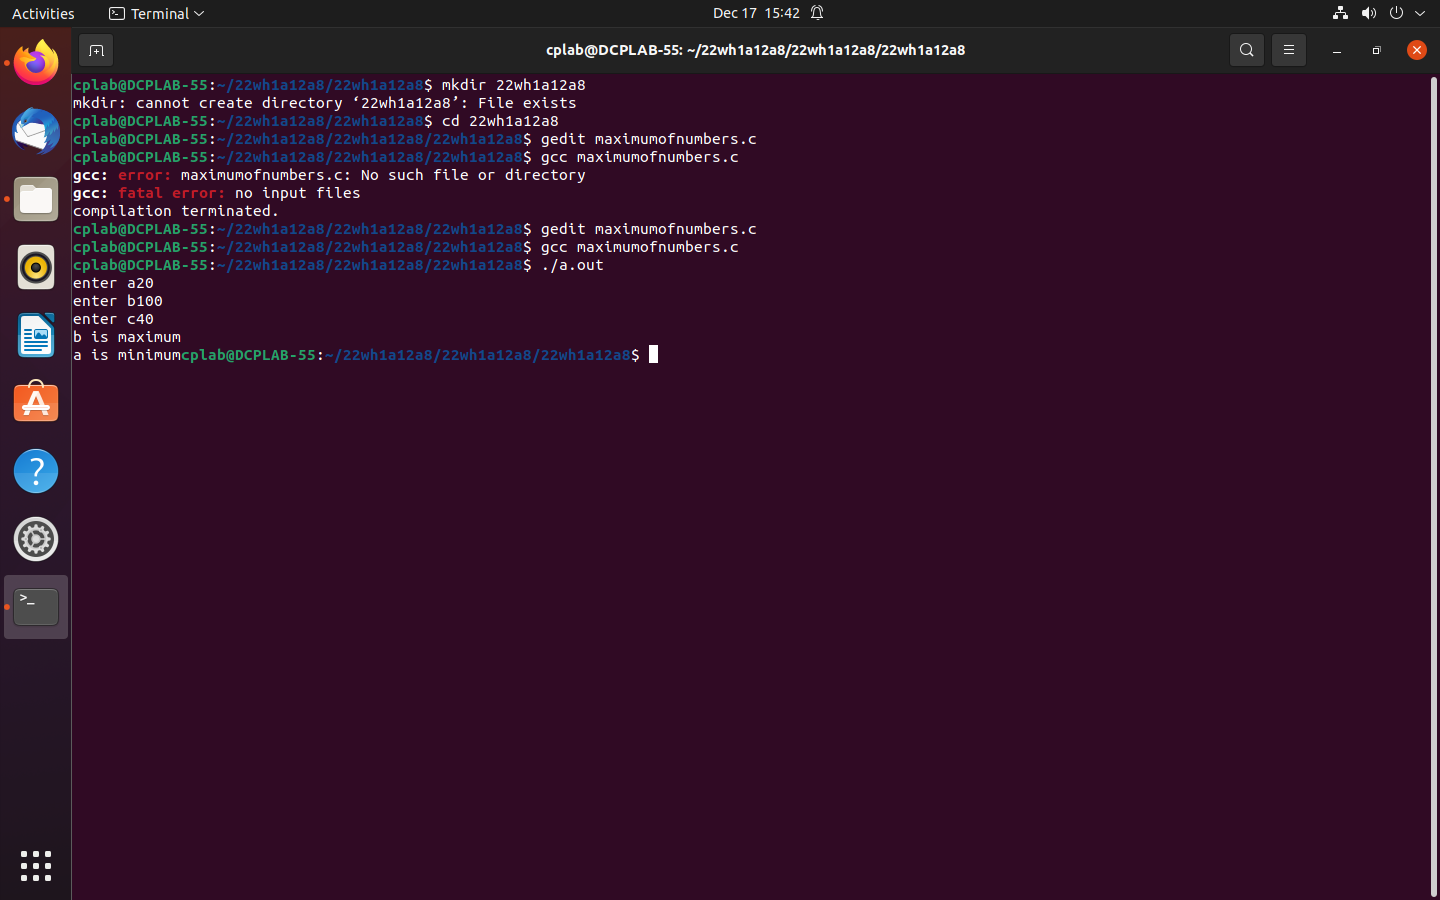 Activities Terminal Dec 17 15:42
cplab@DCPLAB-55: ~/22wh1a12a8/22wh1a12a8/22wh1a12a8
cplab@DCPLAB-55:~/22wh1a12a8/22wh1a12a8$ mkdir 22wh1a12a8
mkdir: cannot create directory ‘22wh1a12a8’: File exists
cplab@DCPLAB-55:~/22wh1a12a8/22wh1a12a8$ cd 22wh1a12a8
cplab@DCPLAB-55:~/22wh1a12a8/22wh1a12a8/22wh1a12a8$ gedit maximumofnumbers.c
cplab@DCPLAB-55:~/22wh1a12a8/22wh1a12a8/22wh1a12a8$ gcc maximumofnumbers.c
gcc: error: maximumofnumbers.c: No such file or directory
gcc: fatal error: no input files
compilation terminated.
cplab@DCPLAB-55:~/22wh1a12a8/22wh1a12a8/22wh1a12a8$ gedit maximumofnumbers.c
cplab@DCPLAB-55:~/22wh1a12a8/22wh1a12a8/22wh1a12a8$ gcc maximumofnumbers.c
cplab@DCPLAB-55:~/22wh1a12a8/22wh1a12a8/22wh1a12a8$ ./a.out
enter a20
enter b100
enter c40
b is maximum
a is minimumcplab@DCPLAB-55:~/22wh1a12a8/22wh1a12a8/22wh1a12a8$